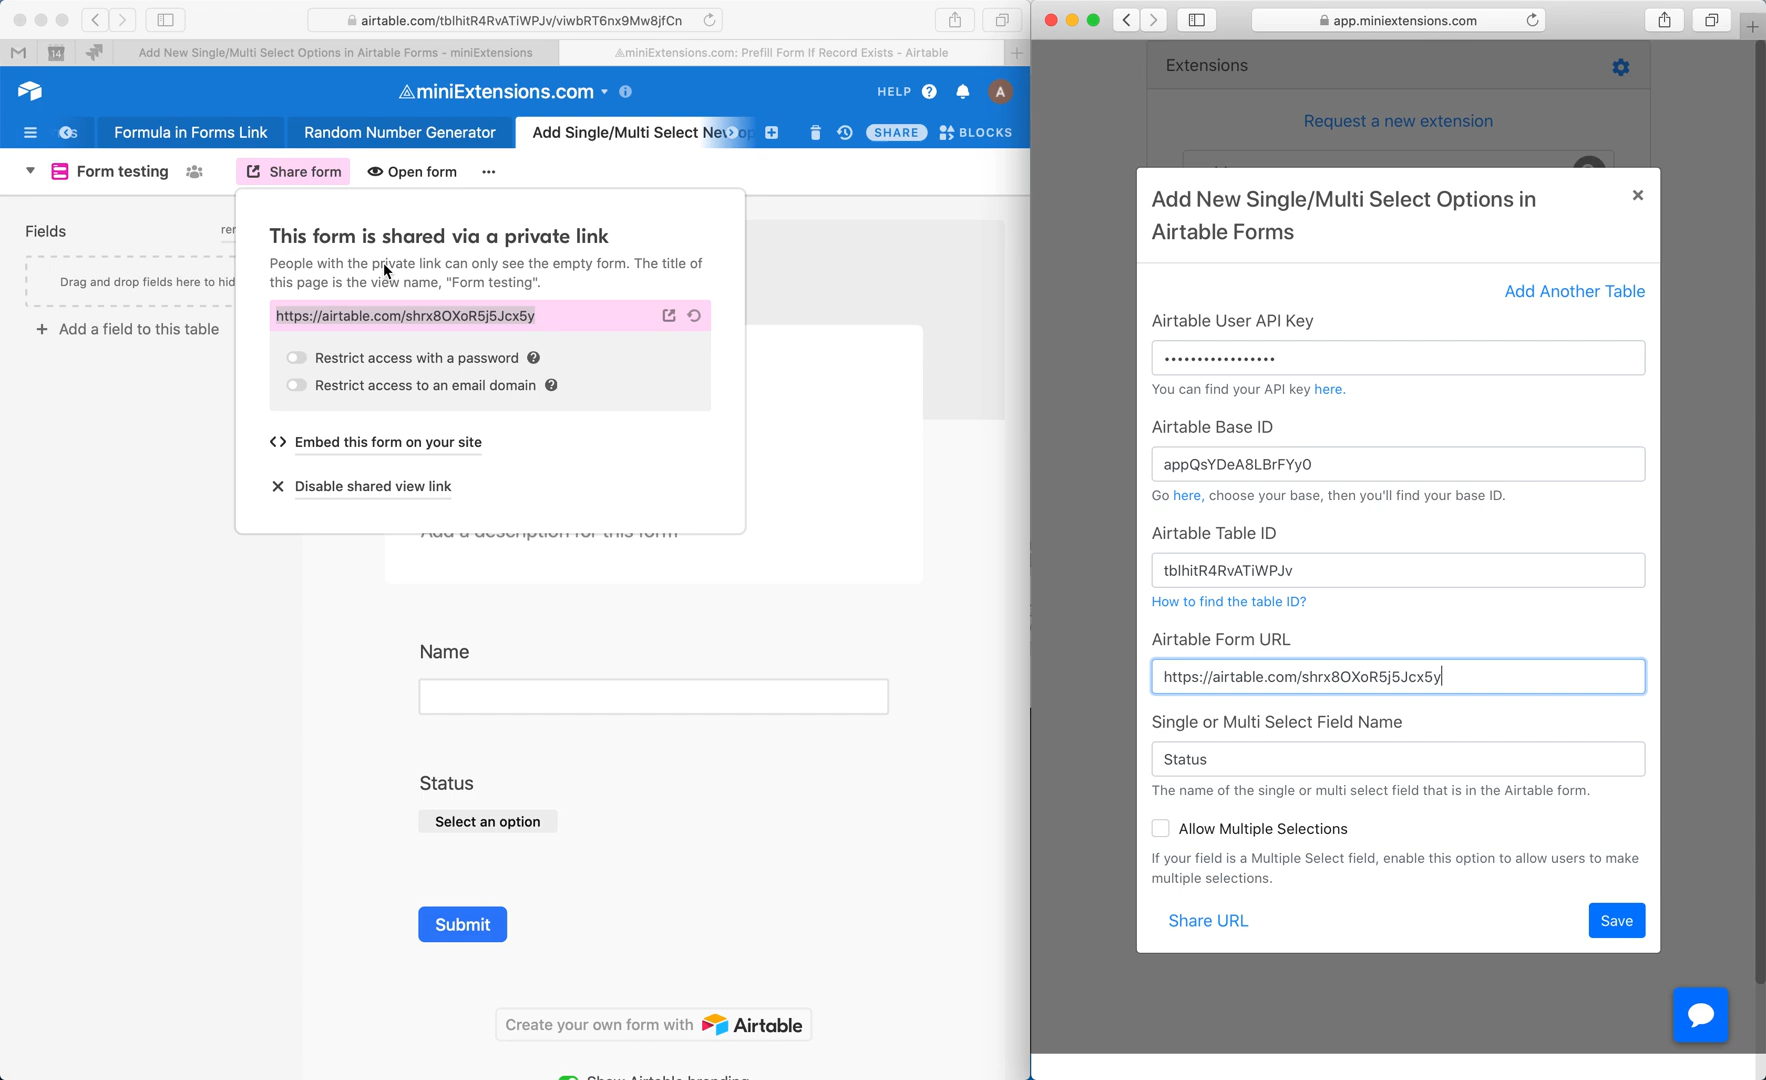 airtable.com/tblhitR4RvATiWPJv/viwbRT6nx9Mw8jfCn
14
Add New Single/Multi Select Options in Airtable Forms - miniExtensions
miniExtensions.com: Prefill Form If Record Exists - Airtable
miniExtensions.com
HELP
A
Formula in Forms Link
Random Number Generator
Add Single/Multi Select New op
SHARE
BLOCKS
Form testing
Share form
Open form
Fields
Drag and drop fields here to hid
+ Add a field to this table
This form is shared via a private link
People with the private link can only see the empty form. The title of
this page is the view name, "Form testing".
https://airtable.com/shrx8OXoR5j5Jcx5y
Restrict access with a password
Restrict access to an email domain
Embed this form on your site
Disable shared view link
Add a description for this form
Name
Status
Select an option
Submit
Create your own form with Airtable
Show Airtable branding
app.miniextensions.com
Extensions
Request a new extension
Add New Single/Multi Select Options in
Airtable Forms
Add Another Table
Airtable User API Key
•••••••••••••••••
You can find your API key here.
Airtable Base ID
appQsYDeA8LBrFYy0
Go here, choose your base, then you'll find your base ID.
Airtable Table ID
tblhitR4RvATiWPJv
How to find the table ID?
Airtable Form URL
https://airtable.com/shrx8OXoR5j5Jcx5y
Single or Multi Select Field Name
Status
The name of the single or multi select field that is in the Airtable form.
Allow Multiple Selections
If your field is a Multiple Select field, enable this option to allow users to make
multiple selections.
Share URL
Save